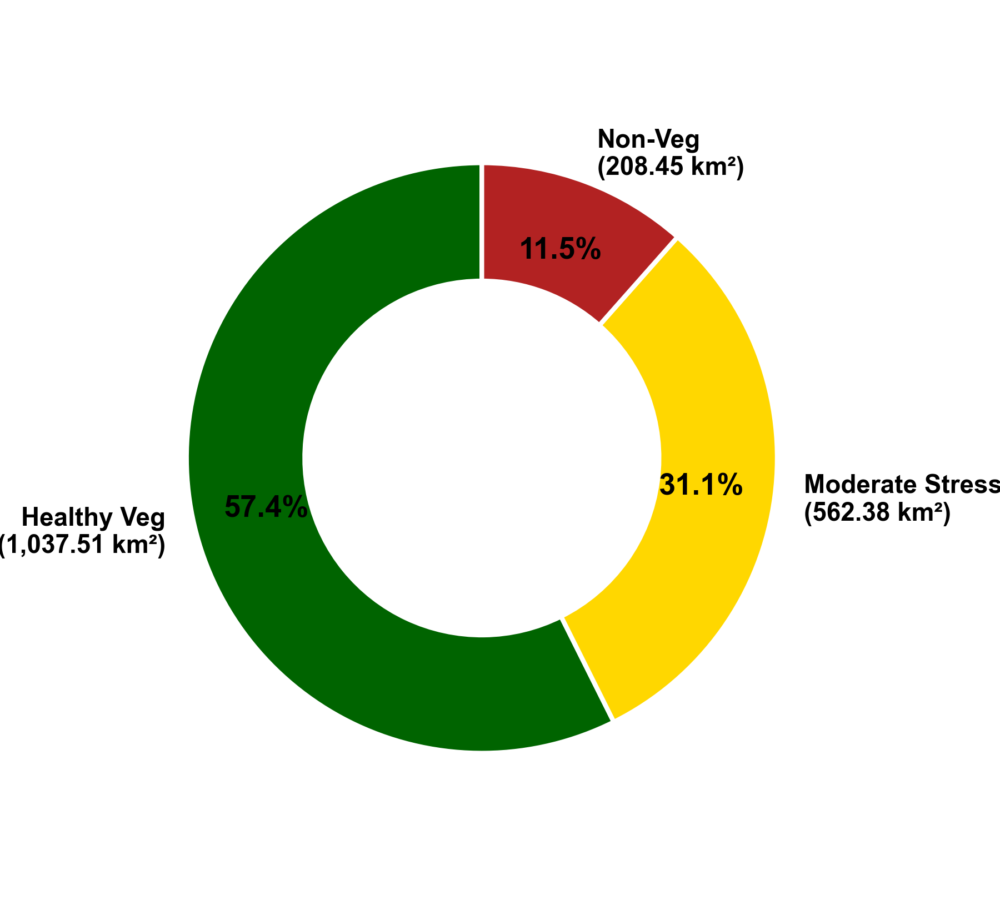 Non-Veg
(208.45 km²)
11.5%
31.1%
Moderate Stress
(562.38 km²)
57.4%
Healthy Veg
(1,037.51 km²)